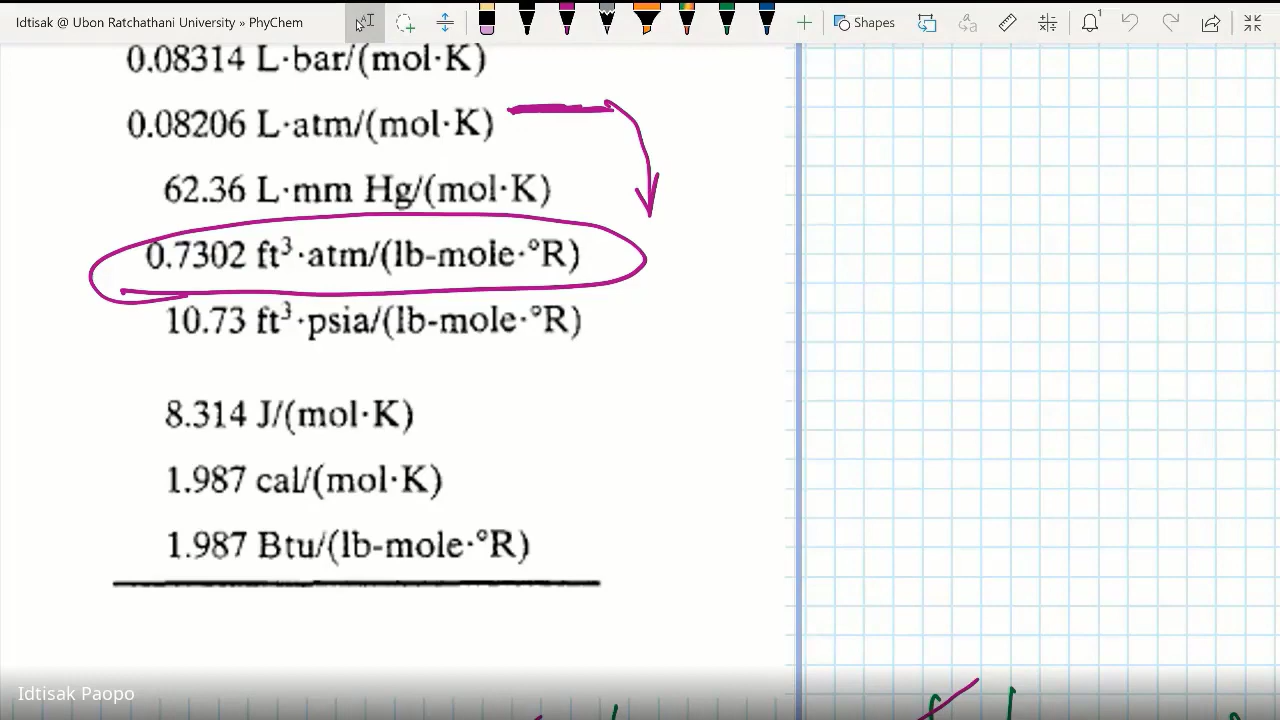 Idtisak @ Ubon Ratchathani University » PhyChem
Shapes
1
0.08314 L·bar/(mol·K)
0.08206 L·atm/(mol·K)
62.36 L·mm Hg/(mol·K)
0.7302 ft³·atm/(lb-mole·°R)
10.73 ft³·psia/(lb-mole·°R)
8.314 J/(mol·K)
1.987 cal/(mol·K)
1.987 Btu/(lb-mole·°R)
Idtisak Paopo